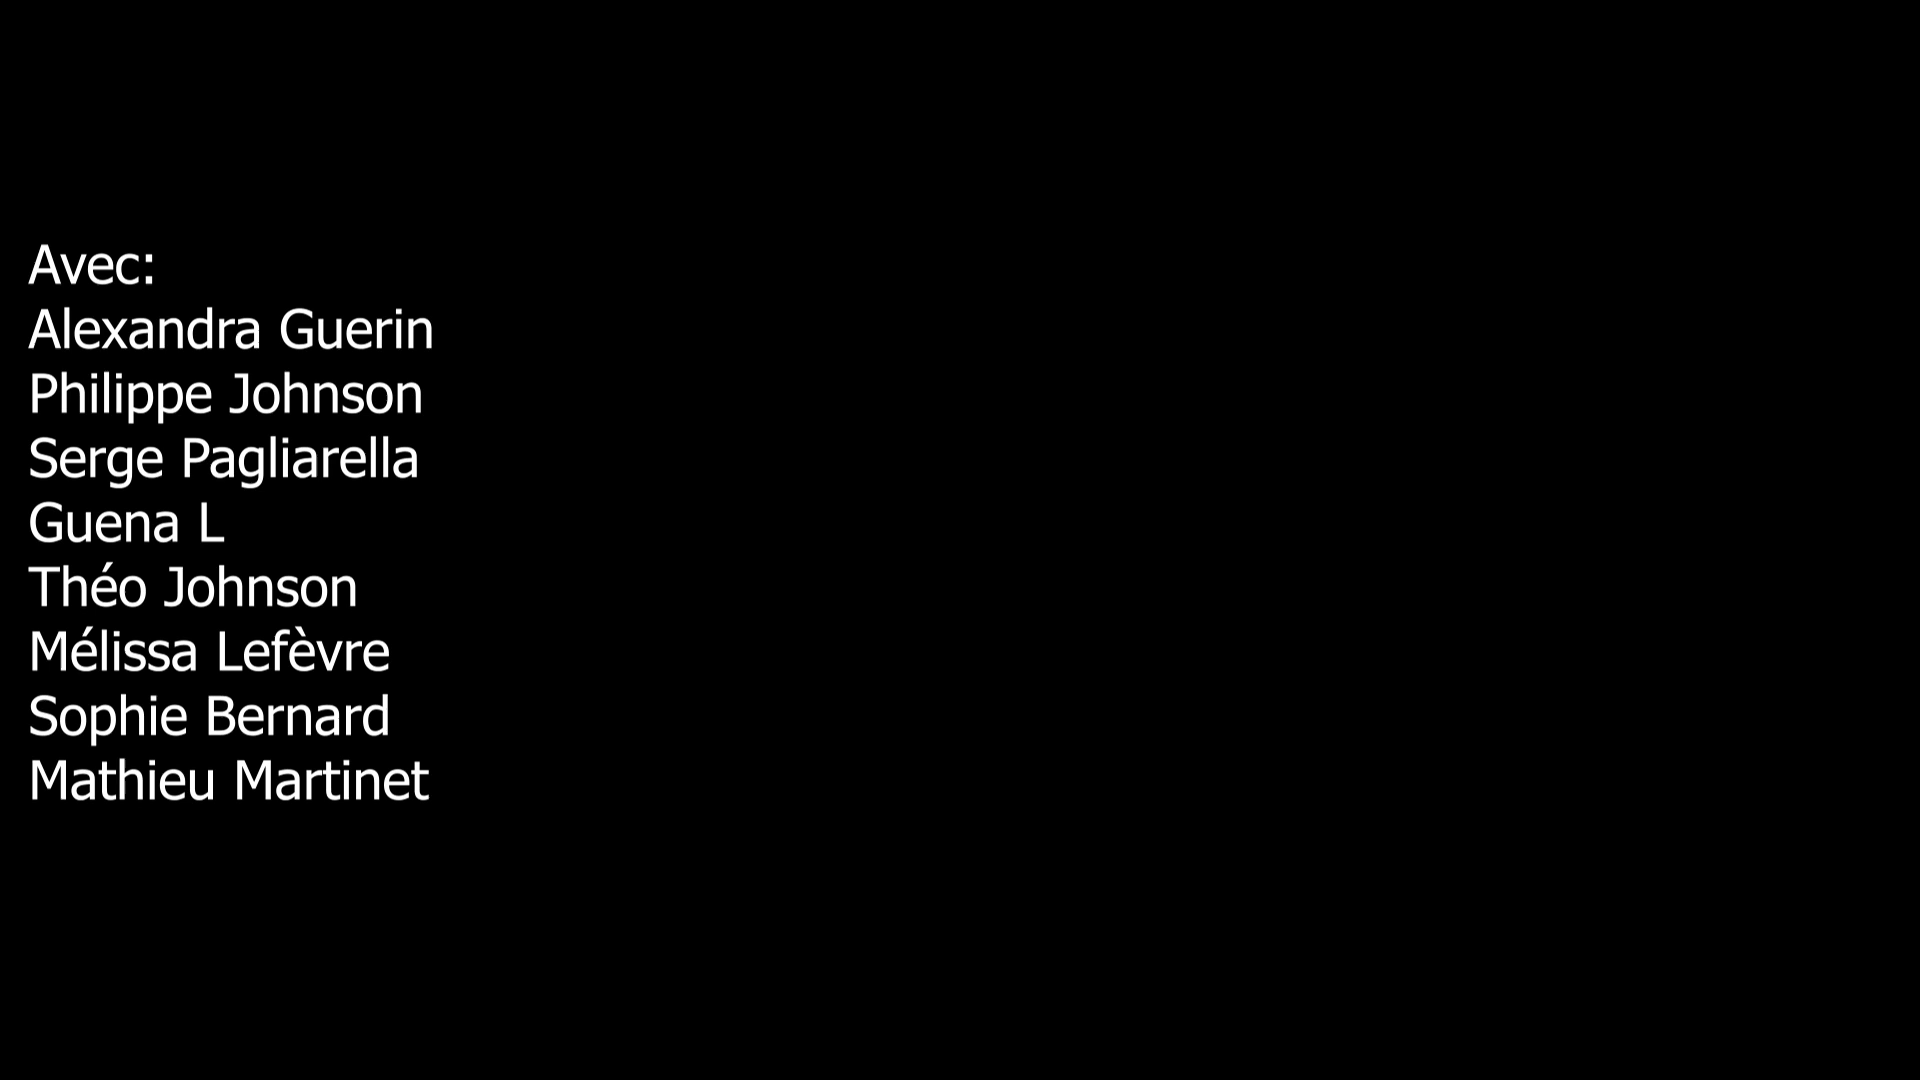 Avec:
Alexandra Guerin
Philippe Johnson
Serge Pagliarella
Guena L
Théo Johnson
Mélissa Lefèvre
Sophie Bernard
Mathieu Martinet